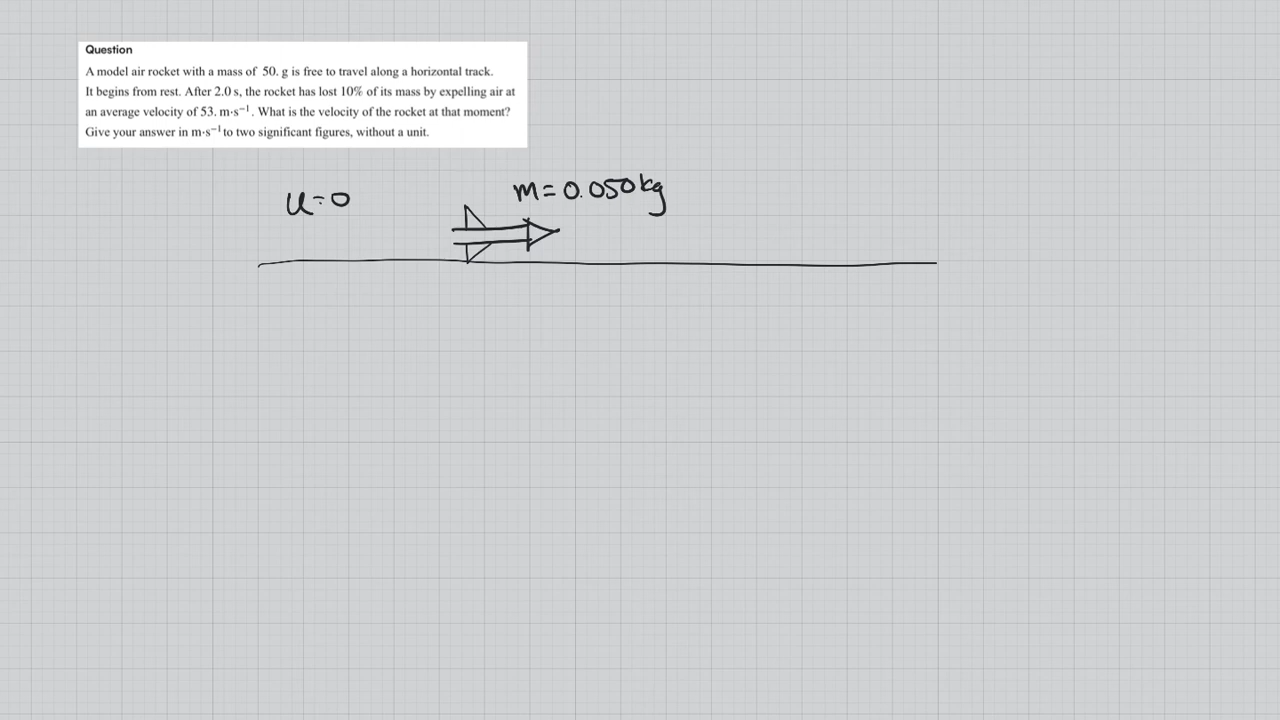 Question
A model air rocket with a mass of 50. g is free to travel along a horizontal track.
It begins from rest. After 2.0 s, the rocket has lost 10% of its mass by expelling air at
an average velocity of 53. m·s⁻¹. What is the velocity of the rocket at that moment?
Give your answer in m·s⁻¹ to two significant figures, without a unit.
u=0
m=0.050kg